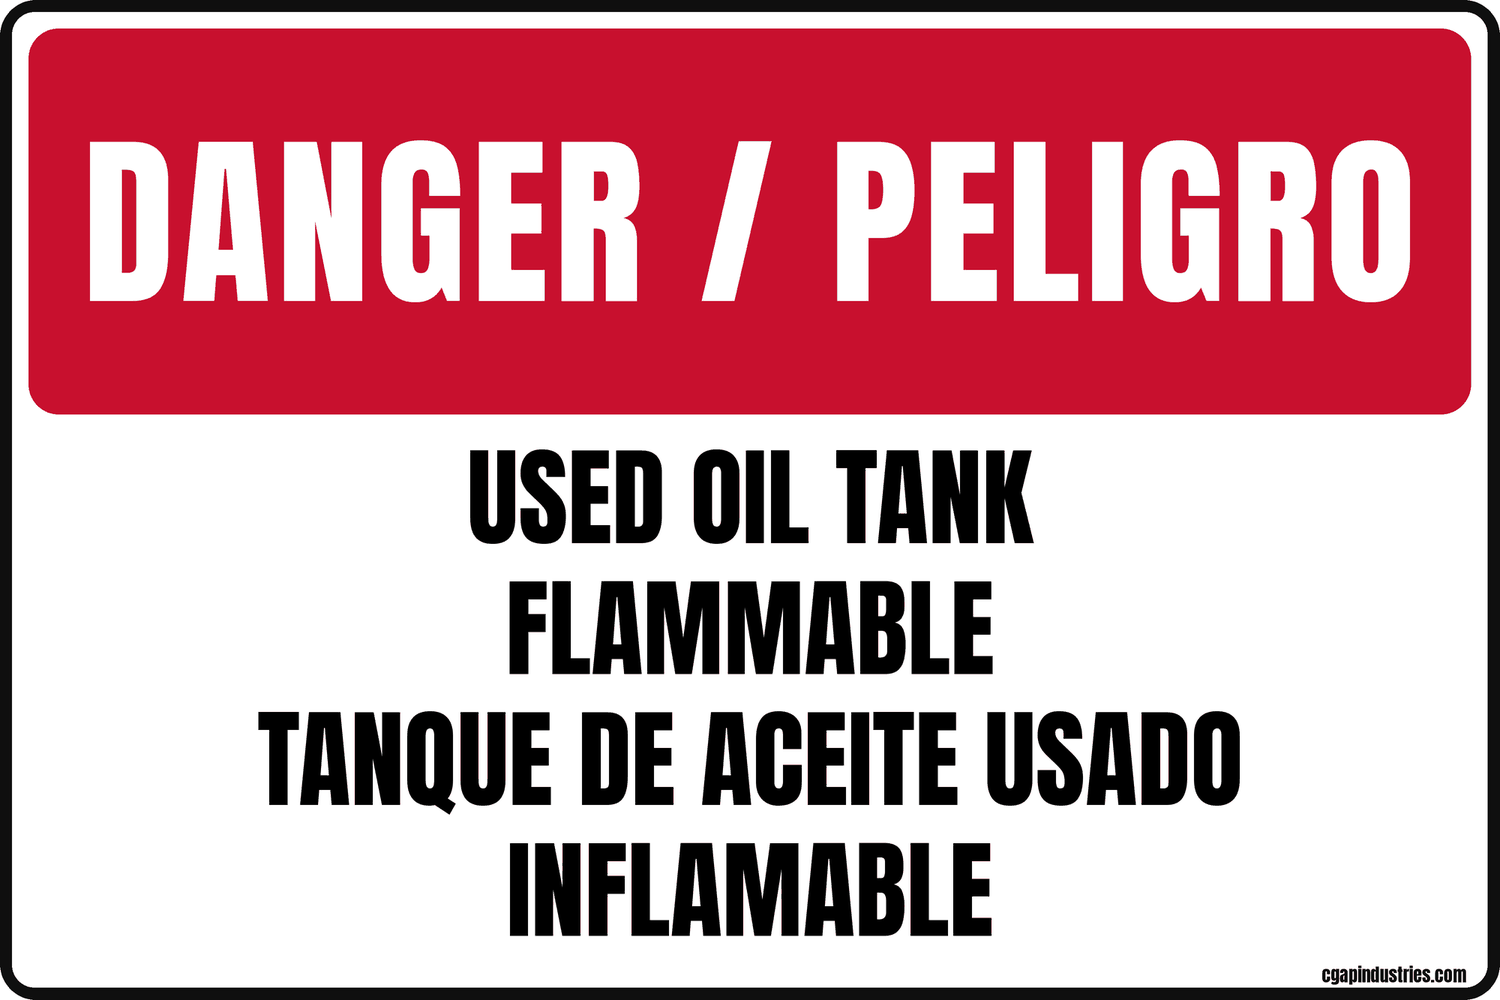 DANGER / PELIGRO
USED OIL TANK
FLAMMABLE
TANQUE DE ACEITE USADO
INFLAMABLE
cgapindustries.com